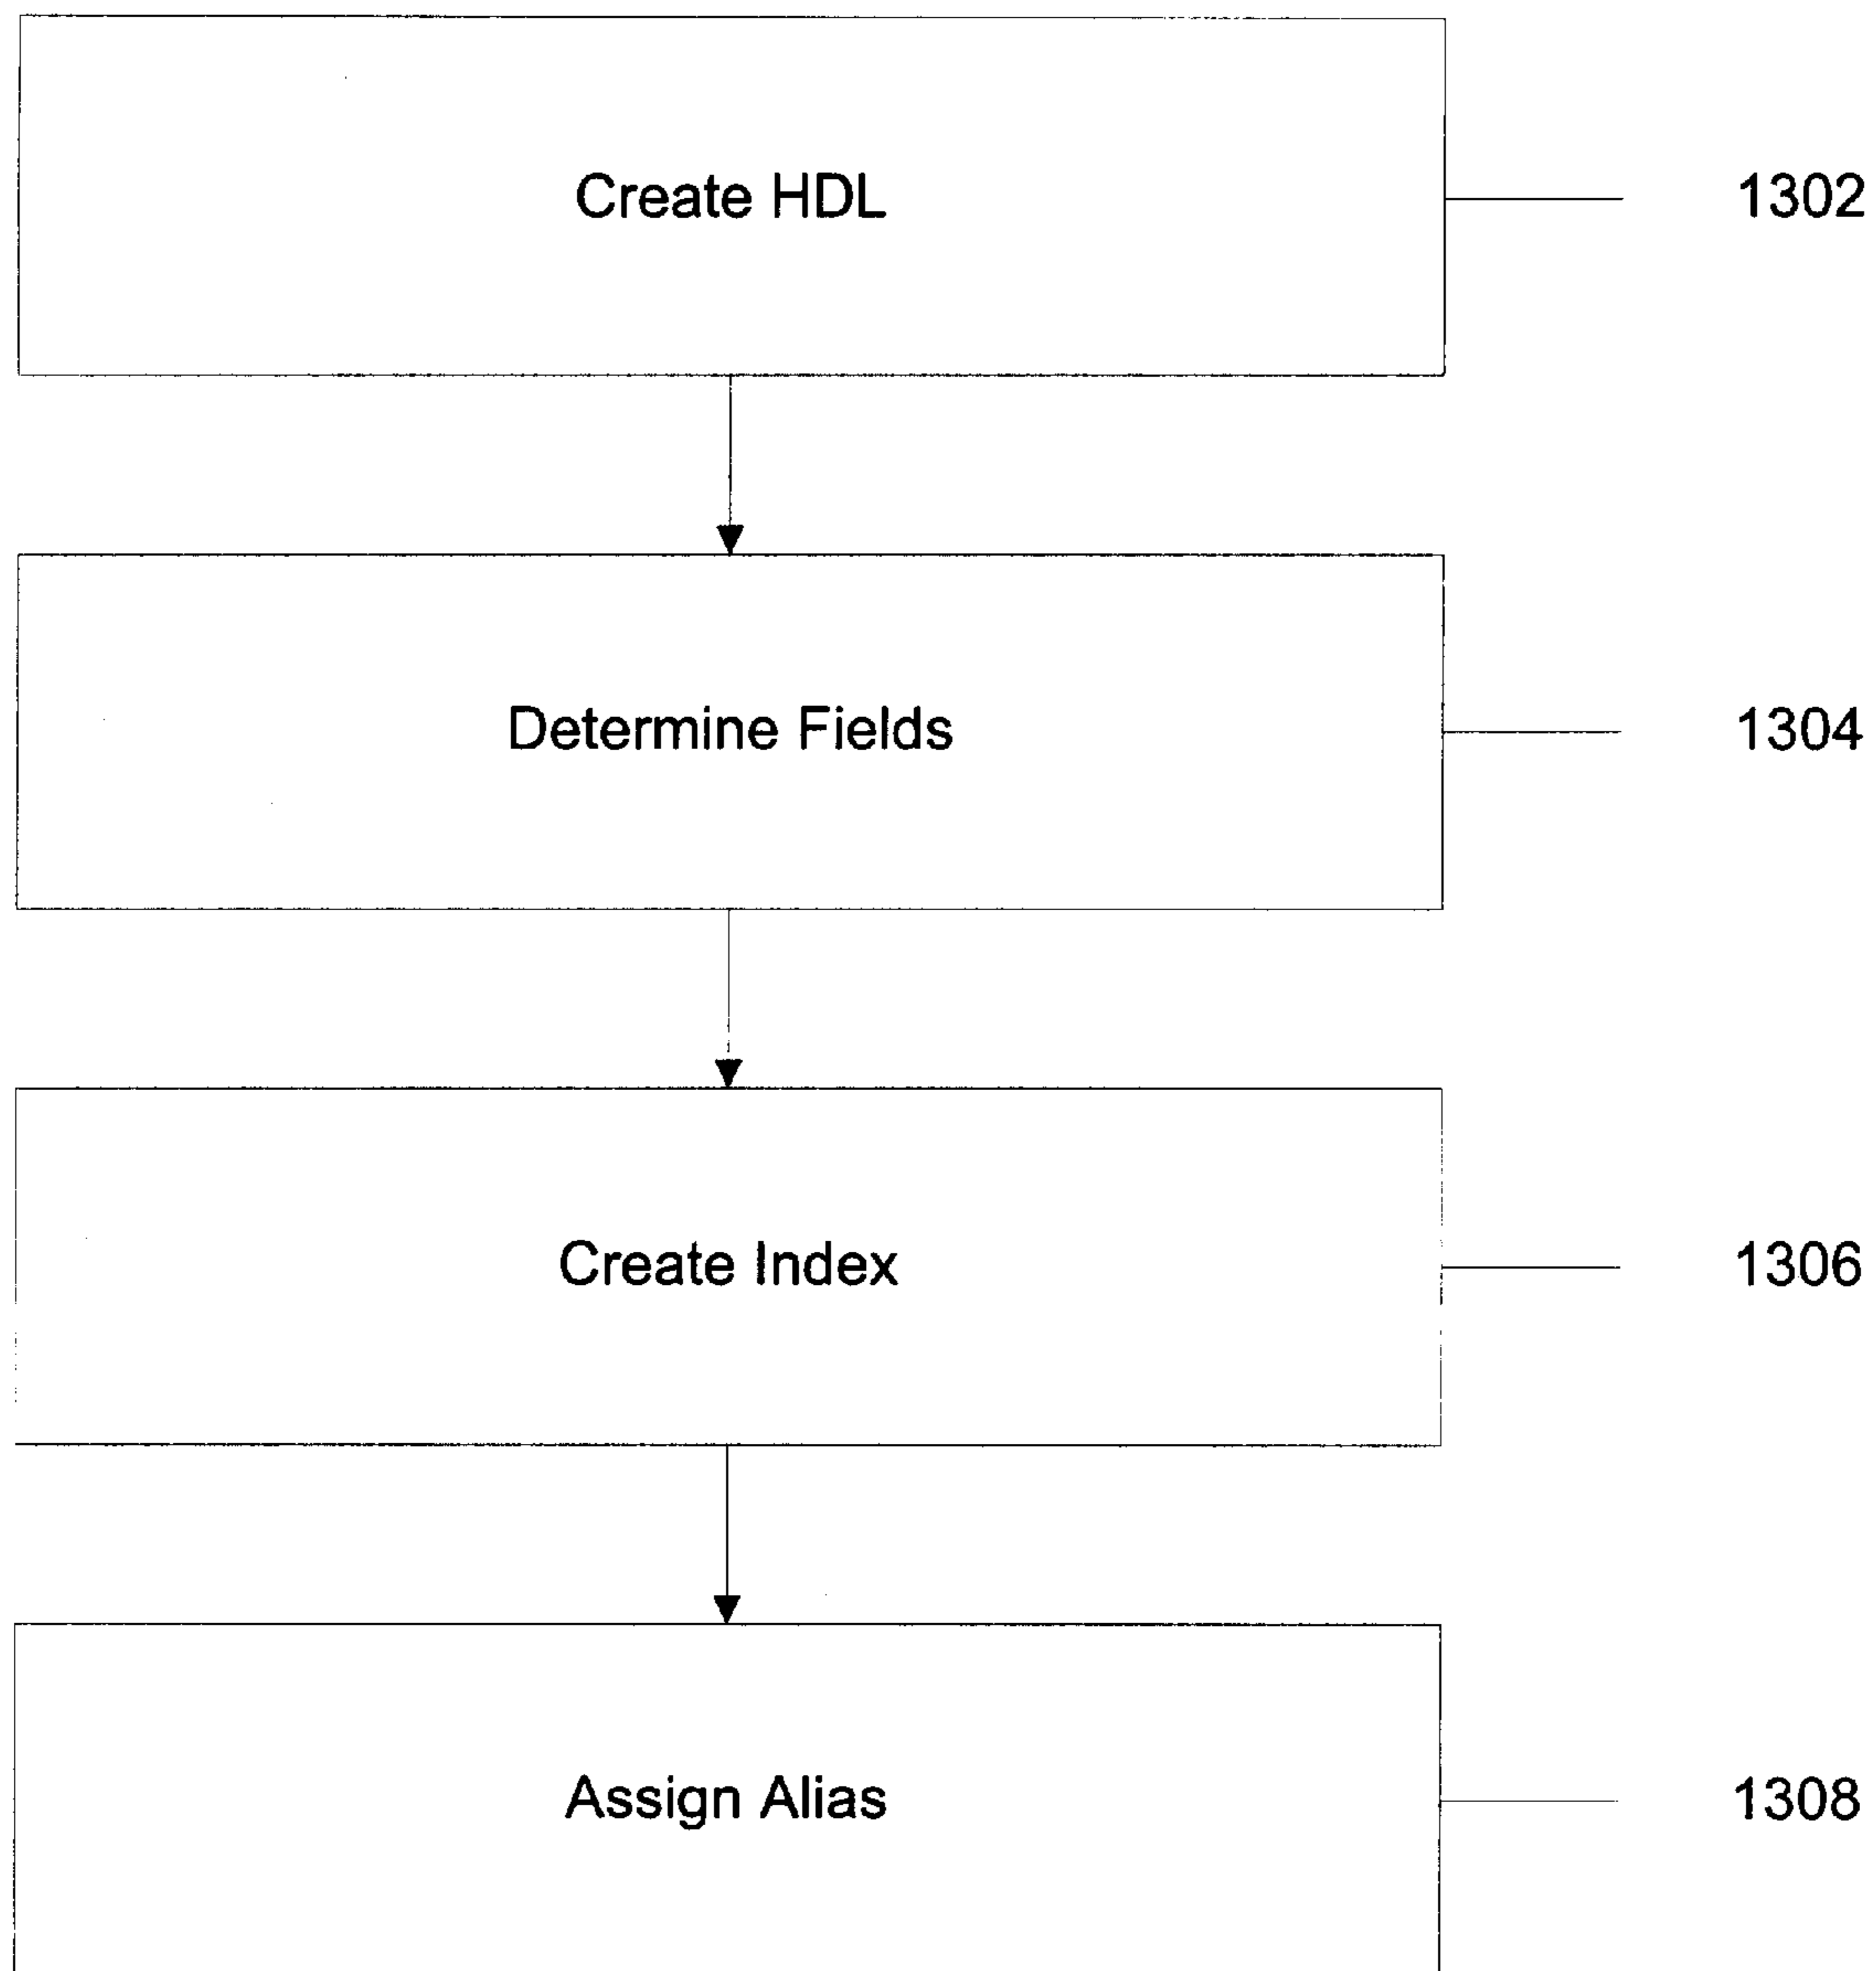 Create HDL 1302
Determine Fields 1304
Create Index 1306
Assign Alias 1308